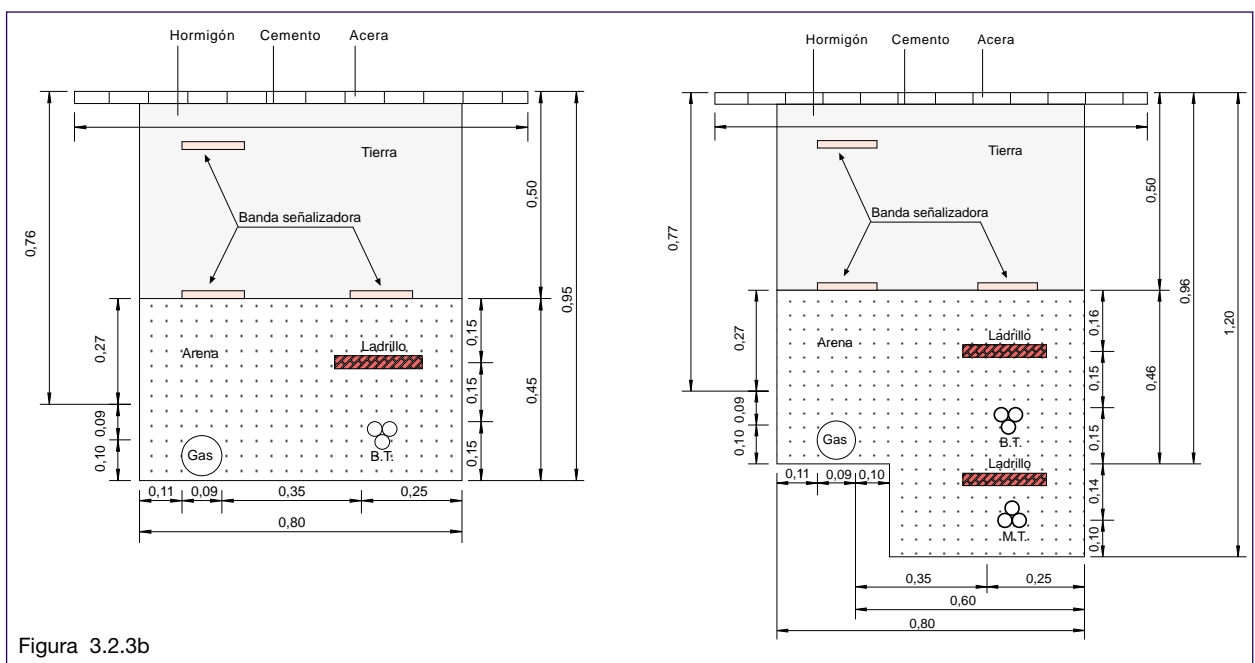 Hormigón Cemento Acera
Tierra
Banda señalizadora
Arena
Ladrillo
Gas
B.T.
0,76
0,27
0,09
0,10
0,50
0,95
0,15
0,15
0,15
0,45
0,11 0,09 0,35 0,25
0,80
Hormigón Cemento Acera
Tierra
Banda señalizadora
Arena
Ladrillo
Gas
B.T.
Ladrillo
M.T.
0,77
0,27
0,09
0,10
0,50
0,96
1,20
0,16
0,15
0,15
0,46
0,14
0,10
0,11 0,09 0,10
0,35 0,25
0,60
0,80
Figura 3.2.3b